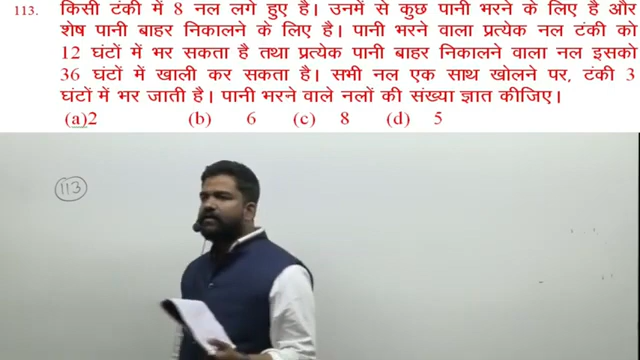 113. किसी टंकी में 8 नल लगे हुए है। उनमें से कुछ पानी भरने के लिए है और
शेष पानी बाहर निकालने के लिए है। पानी भरने वाला प्रत्येक नल टंकी को
12 घंटों में भर सकता है तथा प्रत्येक पानी बाहर निकालने वाला नल इसको
36 घंटों में खाली कर सकता है। सभी नल एक साथ खोलने पर, टंकी 3
घंटों में भर जाती है। पानी भरने वाले नलों की संख्या ज्ञात कीजिए।
(a)2 (b) 6 (c) 8 (d) 5
113